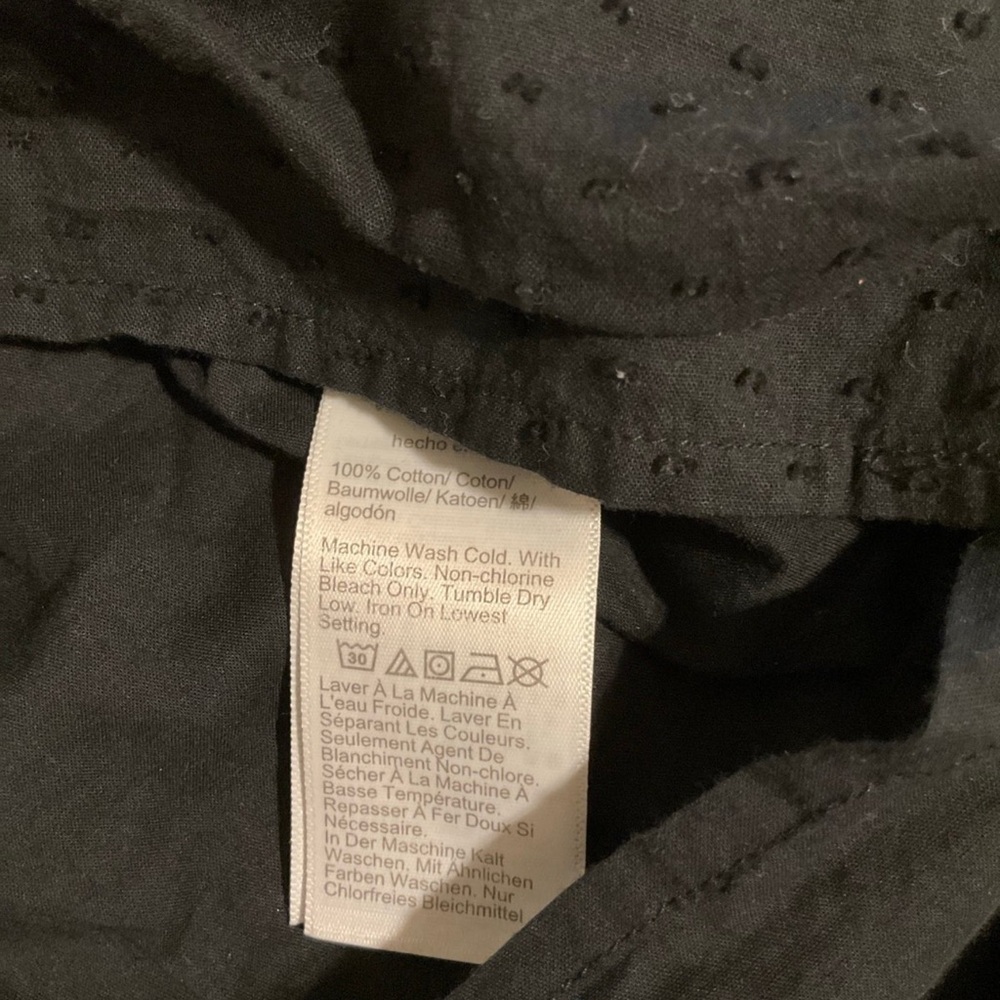 hecho
100% Cotton/ Coton/
Baumwolle/ Katoen/ 綿/
algodón
Machine Wash Cold. With
Like Colors. Non-chlorine
Bleach Only. Tumble Dry
Low. Iron On Lowest
Setting.
30
Laver À La Machine À
L'eau Froide. Laver En
Séparant Les Couleurs.
Seulement Agent De
Blanchiment Non-chlore.
Sécher À La Machine À
Basse Température.
Repasser À Fer Doux Si
Nécessaire.
In Der Maschine Kalt
Waschen. Mit Ähnlichen
Farben Waschen. Nur
Chlorfreies Bleichmittel